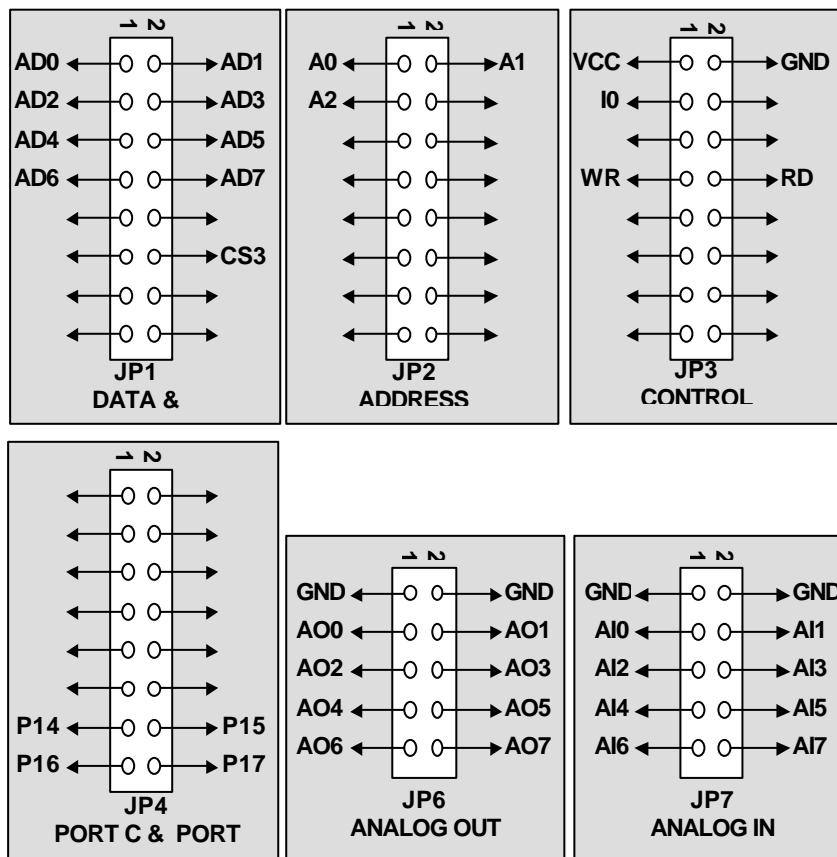 1 2
AD0 AD1
AD2 AD3
AD4 AD5
AD6 AD7
CS3
JP1
DATA &
1 2
A0 A1
A2
JP2
ADDRESS
1 2
VCC GND
I0
WR RD
JP3
CONTROL
1 2
P14 P15
P16 P17
JP4
PORT C & PORT
1 2
GND GND
AO0 AO1
AO2 AO3
AO4 AO5
AO6 AO7
JP6
ANALOG OUT
1 2
GND GND
AI0 AI1
AI2 AI3
AI4 AI5
AI6 AI7
JP7
ANALOG IN